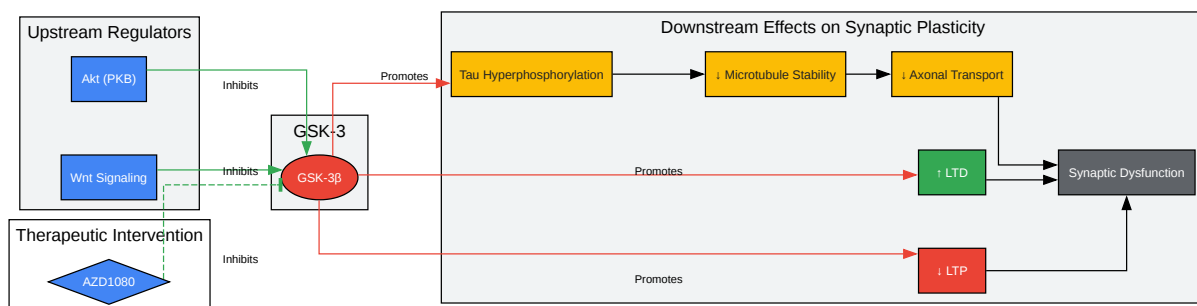 Upstream Regulators
Akt (PKB)
Inhibits
Wnt Signaling
Inhibits
Therapeutic Intervention
AZD1080
Inhibits
GSK-3
GSK-3β
Promotes
Downstream Effects on Synaptic Plasticity
Tau Hyperphosphorylation
↓ Microtubule Stability
↓ Axonal Transport
Promotes
↑ LTD
Synaptic Dysfunction
Promotes
↓ LTP